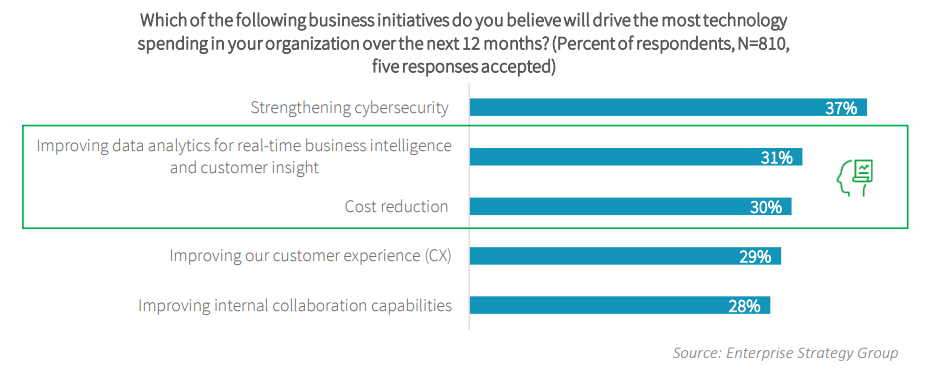 Which of the following business initiatives do you believe will drive the most technology
spending in your organization over the next 12 months? (Percent of respondents, N=810,
five responses accepted)
Strengthening cybersecurity
37%
Improving data analytics for real-time business intelligence
and customer insight
31%
Cost reduction
30%
Improving our customer experience (CX)
29%
Improving internal collaboration capabilities
28%
Source: Enterprise Strategy Group